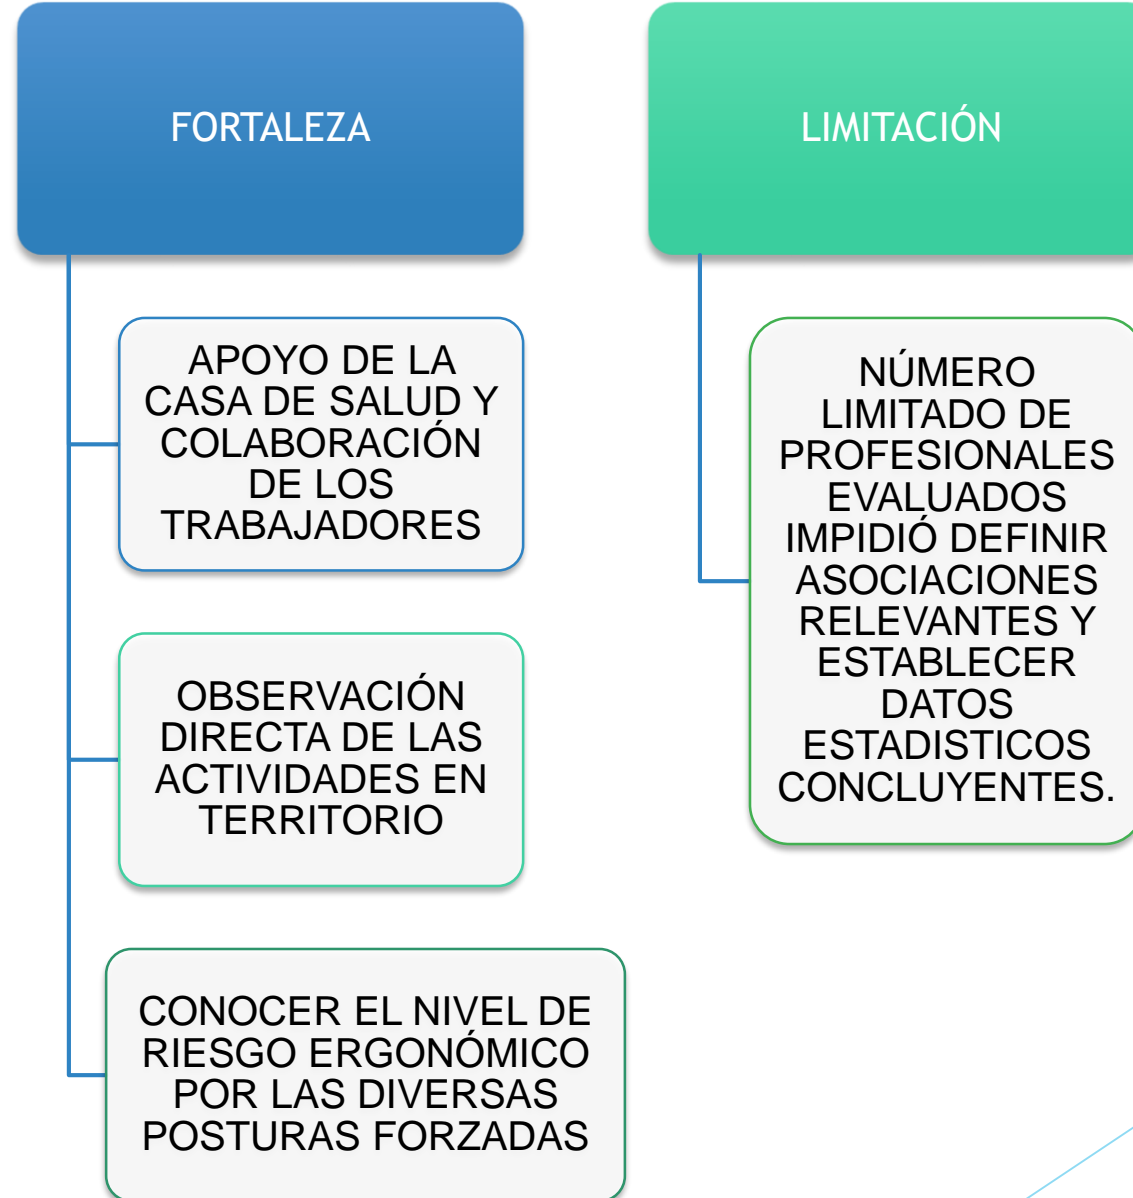 FORTALEZA
APOYO DE LA
CASA DE SALUD Y
COLABORACIÓN
DE LOS
TRABAJADORES
OBSERVACIÓN
DIRECTA DE LAS
ACTIVIDADES EN
TERRITORIO
CONOCER EL NIVEL DE
RIESGO ERGONÓMICO
POR LAS DIVERSAS
POSTURAS FORZADAS
LIMITACIÓN
NÚMERO
LIMITADO DE
PROFESIONALES
EVALUADOS
IMPIDIÓ DEFINIR
ASOCIACIONES
RELEVANTES Y
ESTABLECER
DATOS
ESTADISTICOS
CONCLUYENTES.